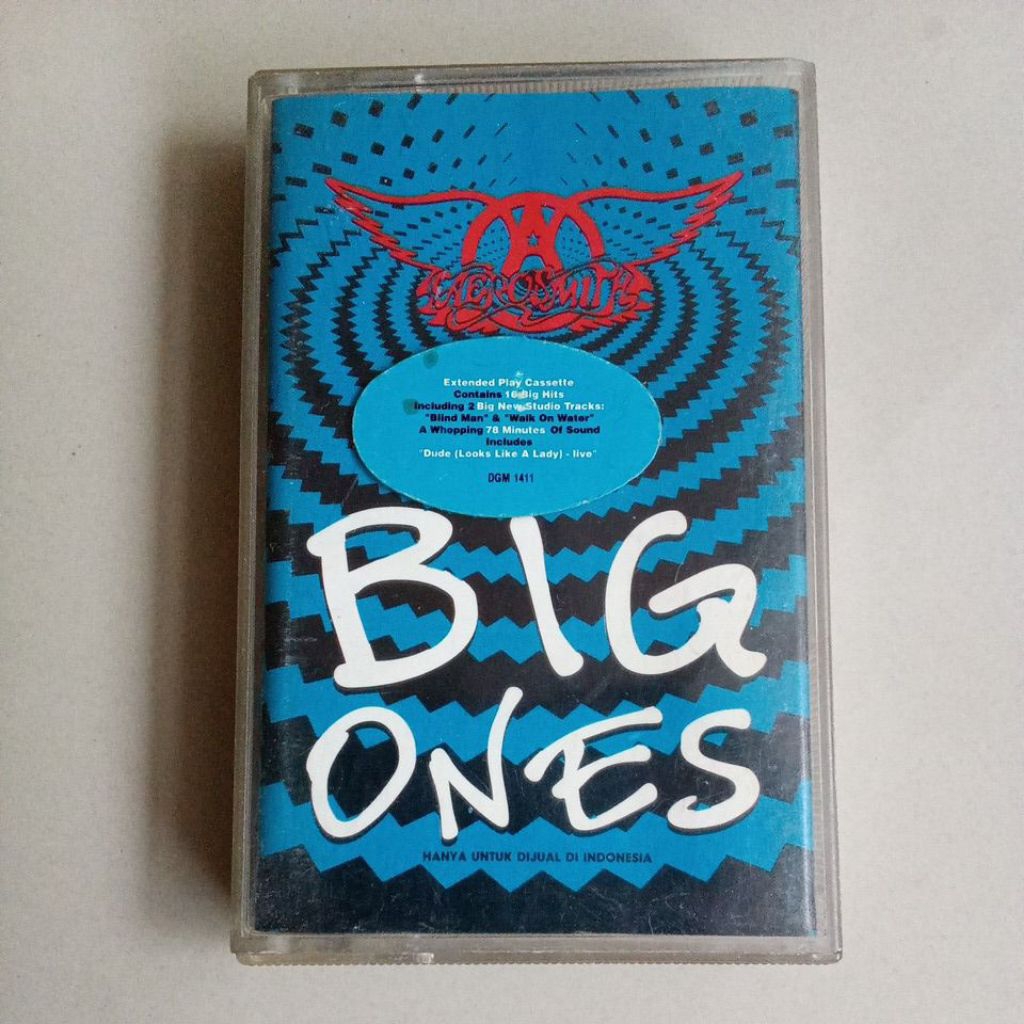 AEROSMITH
Extended Play Cassette
Contains 16 Big Hits
Including 2 Big New Studio Tracks:
"Blind Man" & "Walk On Water"
A Whopping 78 Minutes Of Sound
Includes
"Dude (Looks Like A Lady) - live"
DGM 1411
BIG
ONES
HANYA UNTUK DIJUAL DI INDONESIA